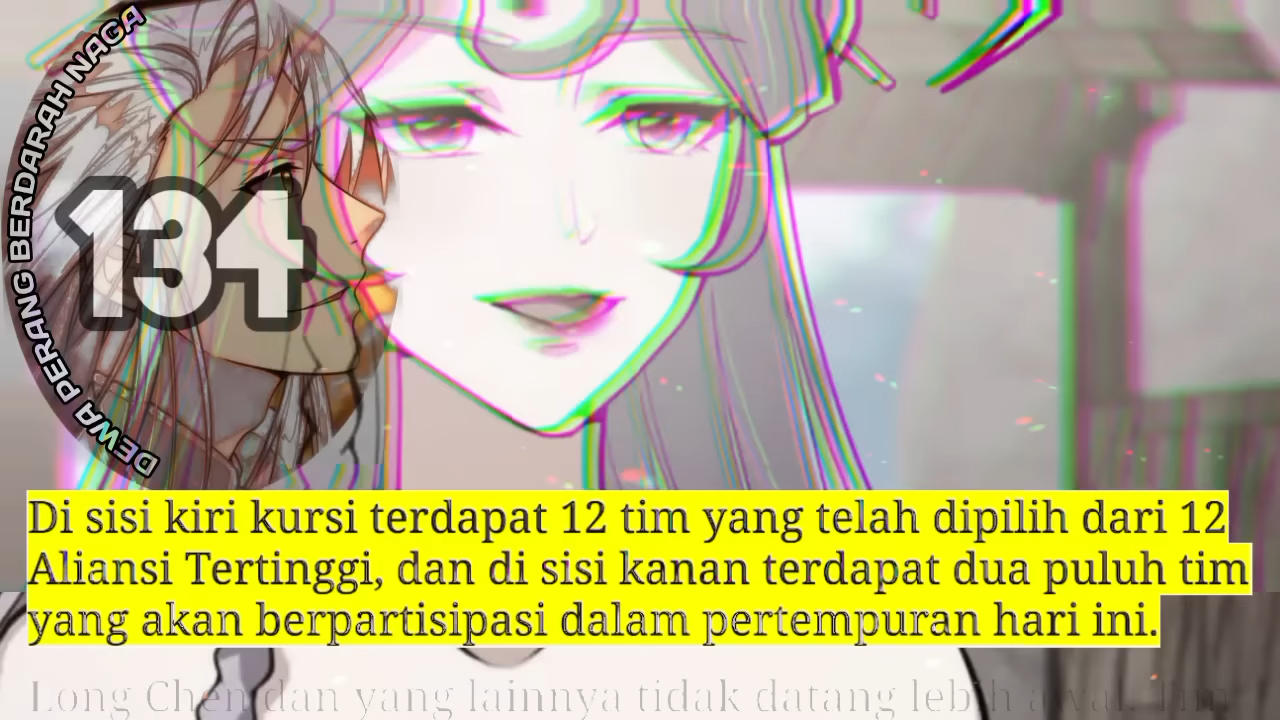 DEWA PERANG BERDARAH NAGA
134
Di sisi kiri kursi terdapat 12 tim yang telah dipilih dari 12
Aliansi Tertinggi, dan di sisi kanan terdapat dua puluh tim
yang akan berpartisipasi dalam pertempuran hari ini.
Long Chen dan yang lainnya tidak datang lebih awal. Tim